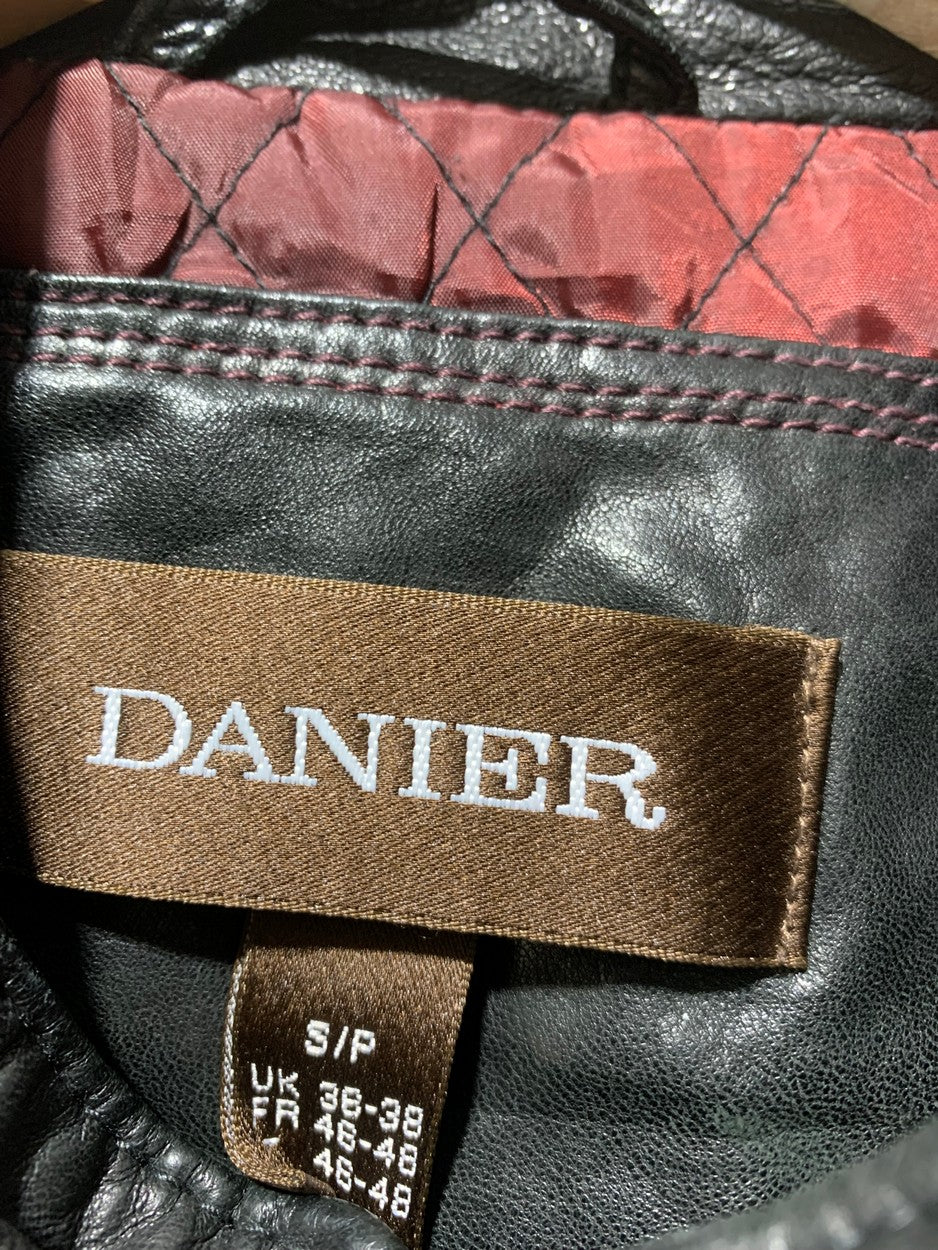 DANIER
S/P
UK 36-38
FR 46-48
46-48